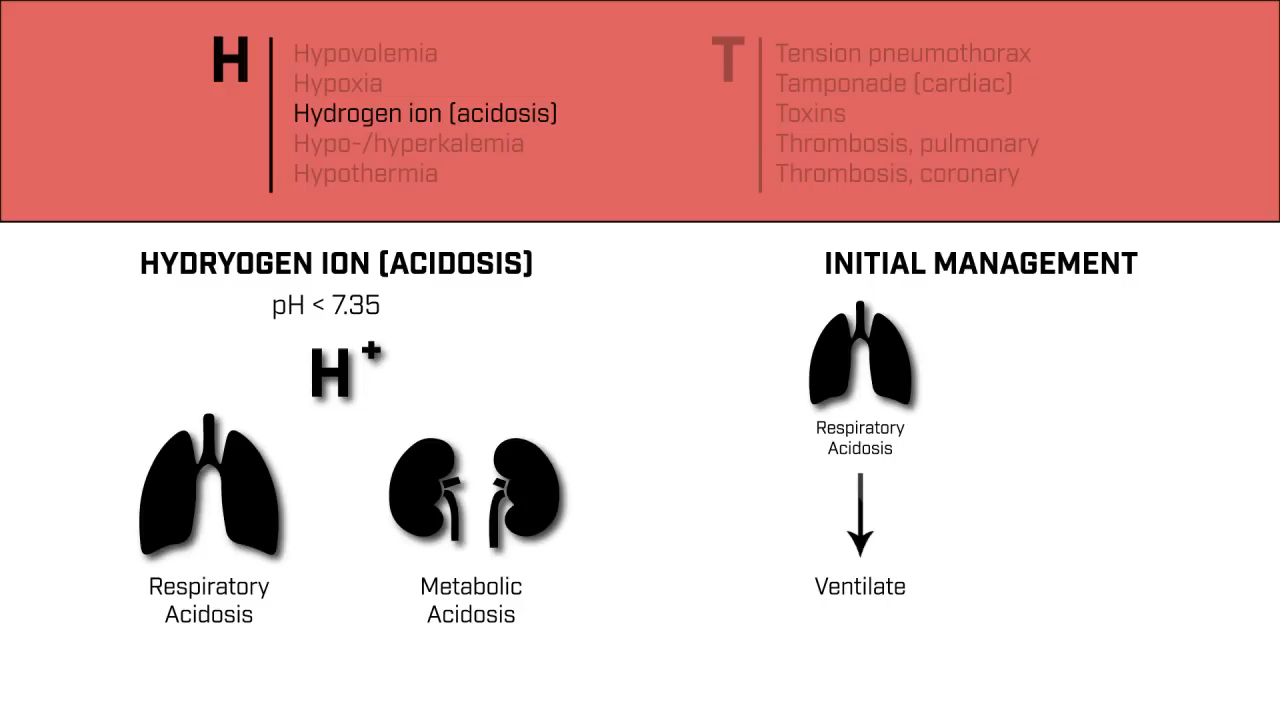 H
Hypovolemia
Hypoxia
Hydrogen ion (acidosis)
Hypo-/hyperkalemia
Hypothermia
T
Tension pneumothorax
Tamponade (cardiac)
Toxins
Thrombosis, pulmonary
Thrombosis, coronary
HYDRYOGEN ION (ACIDOSIS)
pH < 7.35
H+
Respiratory
Acidosis
Metabolic
Acidosis
INITIAL MANAGEMENT
Respiratory
Acidosis
Ventilate